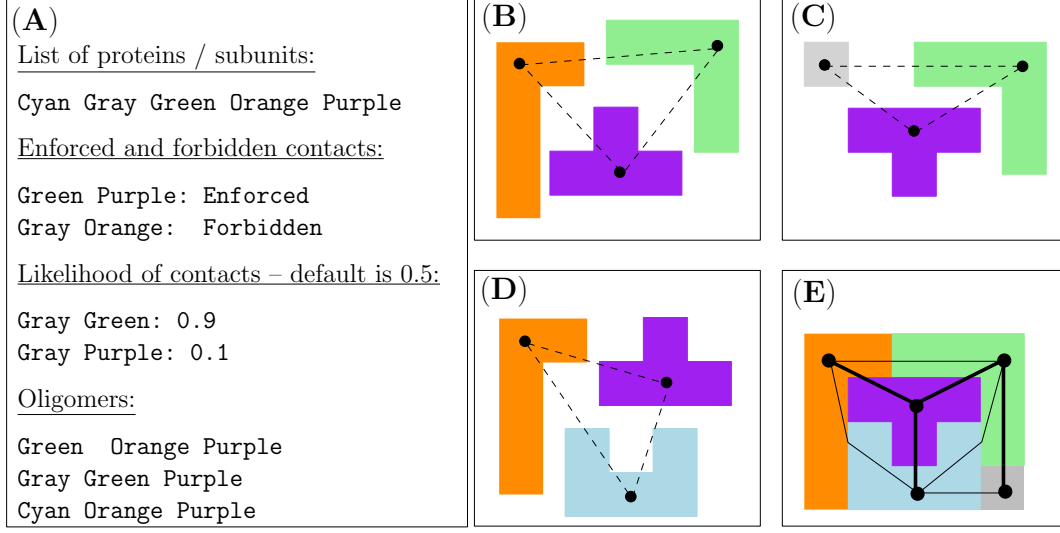 (A)
List of proteins / subunits:
Cyan Gray Green Orange Purple
Enforced and forbidden contacts:
Green Purple: Enforced
Gray Orange: Forbidden
Likelihood of contacts – default is 0.5:
Gray Green: 0.9
Gray Purple: 0.1
Oligomers:
Green Orange Purple
Gray Green Purple
Cyan Orange Purple
(B)
(C)
(D)
(E)